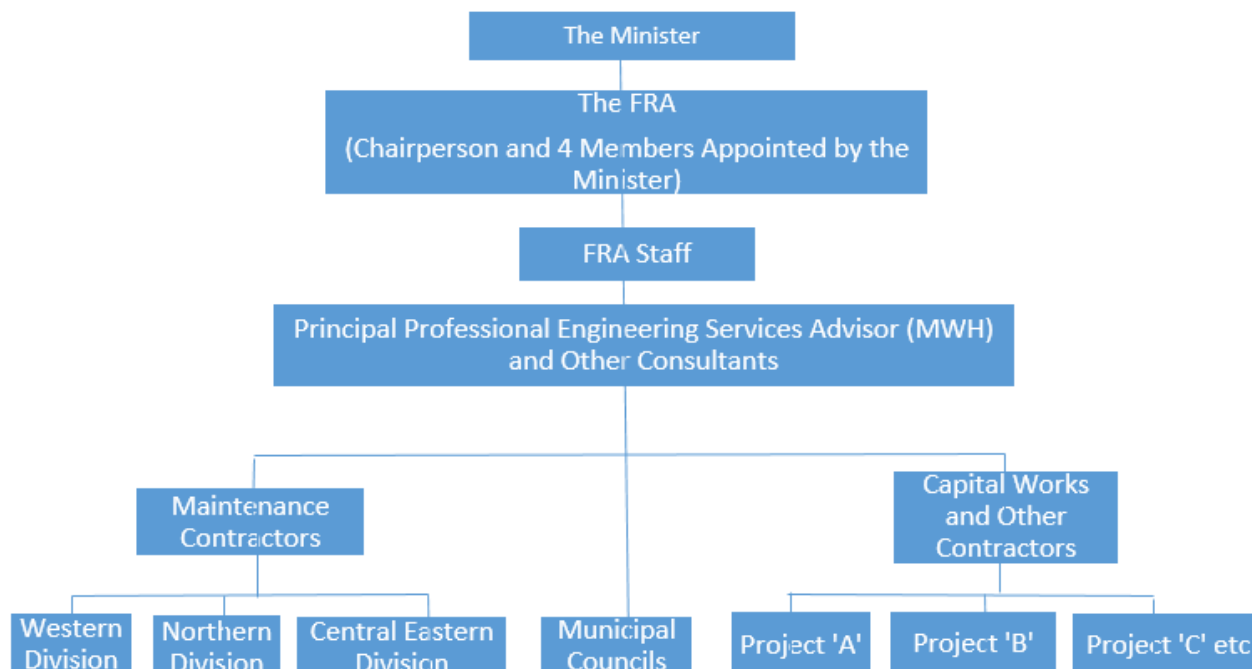 The Minister
The FRA
(Chairperson and 4 Members Appointed by the
Minister)
FRA Staff
Principal Professional Engineering Services Advisor (MWH)
and Other Consultants
Maintenance
Contractors
Capital Works
and Other
Contractors
Western
Division
Northern
Division
Central Eastern
Division
Municipal
Councils
Project 'A'
Project 'B'
Project 'C' etc